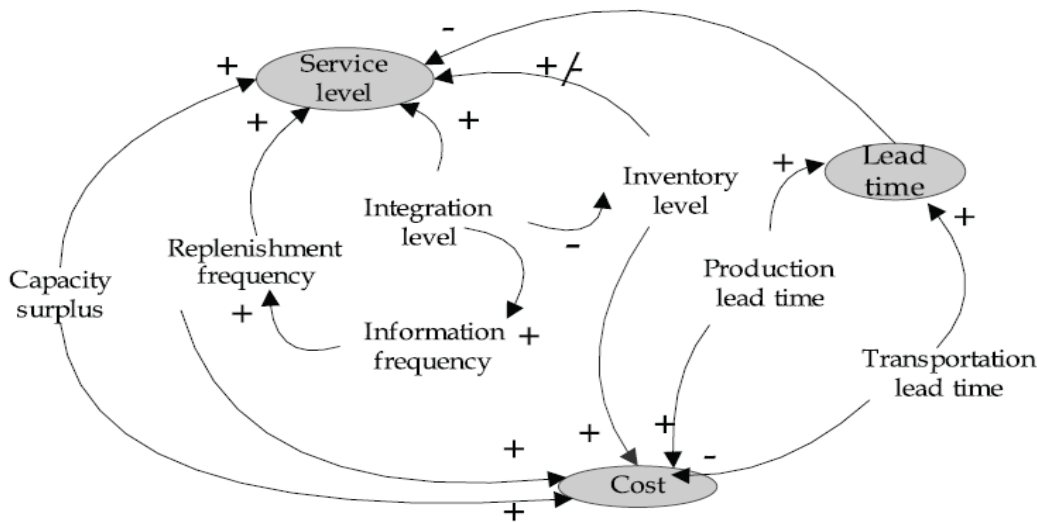 -
+
Service
level
+/-
+
+
Lead
time
+
Inventory
level
+
Integration
level
-
Replenishment
frequency
Capacity
surplus
Production
lead time
+
Information
frequency
+
Transportation
lead time
+
+
+
-
Cost
+